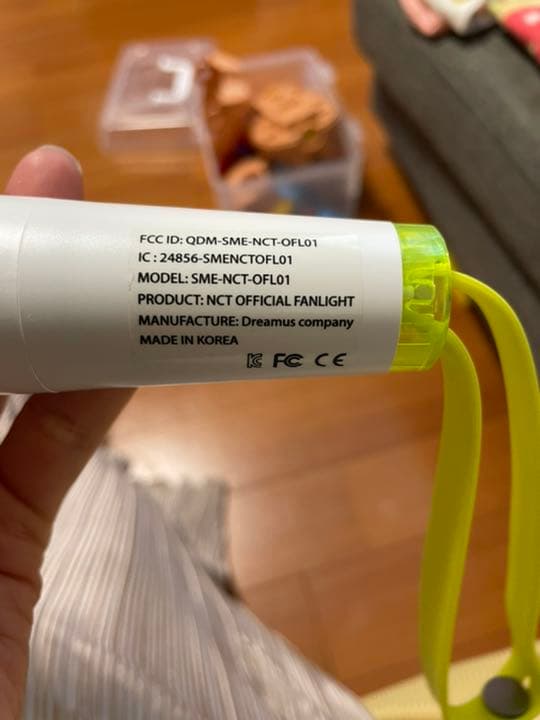 FCC ID: QDM-SME-NCT-OFL01
IC : 24856-SMENCTOFL01
MODEL: SME-NCT-OFL01
PRODUCT: NCT OFFICIAL FANLIGHT
MANUFACTURE: Dreamus company
MADE IN KOREA
FC CE